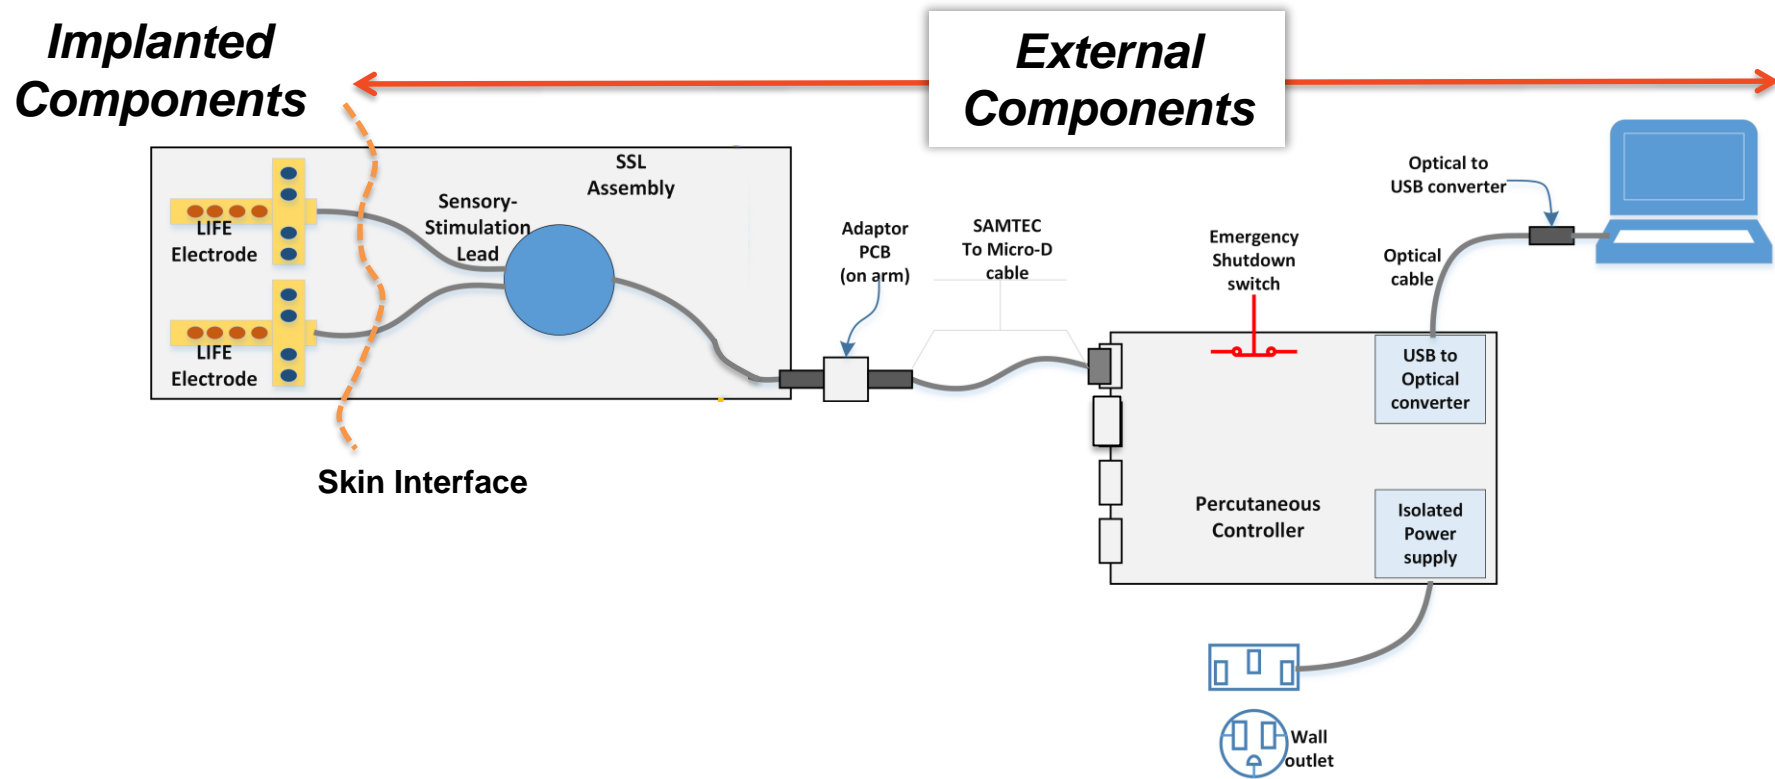 Implanted
Components
External
Components
SSL
Assembly
Sensory-
Stimulation
Lead
LIFE
Electrode
LIFE
Electrode
Skin Interface
Adaptor
PCB
(on arm)
SAMTEC
To Micro-D
cable
Emergency
Shutdown
switch
Optical to
USB converter
Optical
cable
USB to
Optical
converter
Percutaneous
Controller
Isolated
Power
supply
Wall
outlet